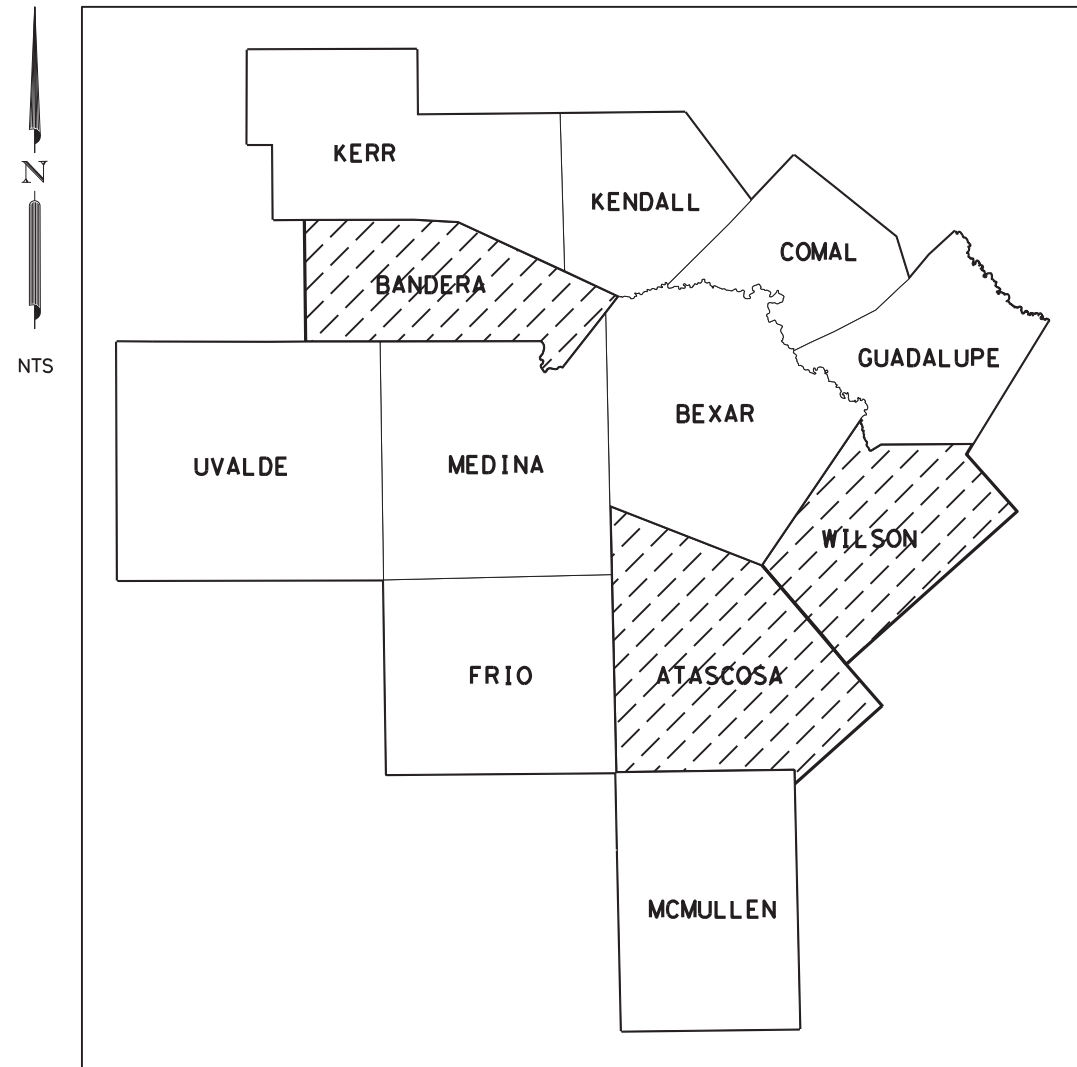 N
NTS
KERR
KENDALL
COMAL
BANDERA
GUADALUPE
BEXAR
UVALDE
MEDINA
WILSON
FRIO
ATASCOSA
MCMULLEN